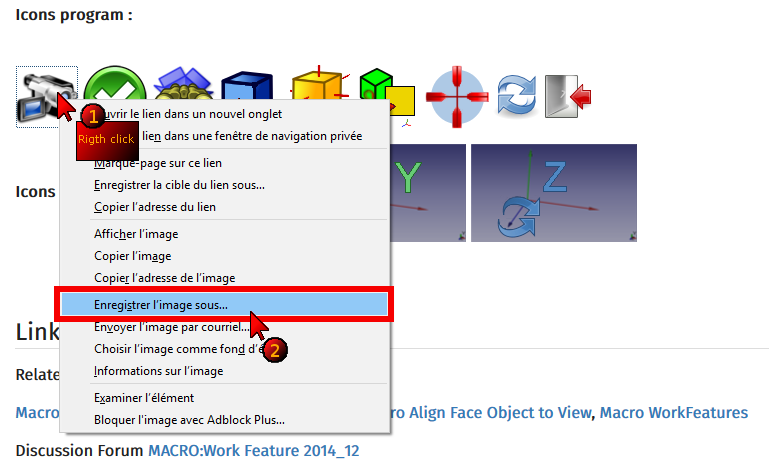 Icons program :
1
Rigth click
uvrir le lien dans un nouvel onglet
lien dans une fenêtre de navigation privée
Marque-page sur ce lien
Enregistrer la cible du lien sous...
Copier l'adresse du lien
Icons
Y
Z
Afficher l'image
Copier l'image
Copier l'adresse de l'image
Enregistrer l'image sous...
Link
Envoyer l'image par courriel...
Choisir l'image comme fond d'é
2
Informations sur l'image
Relate
Examiner l'élément
Macro
ro Align Face Object to View, Macro WorkFeatures
Bloquer l'image avec Adblock Plus...
Discussion Forum MACRO:Work Feature 2014_12